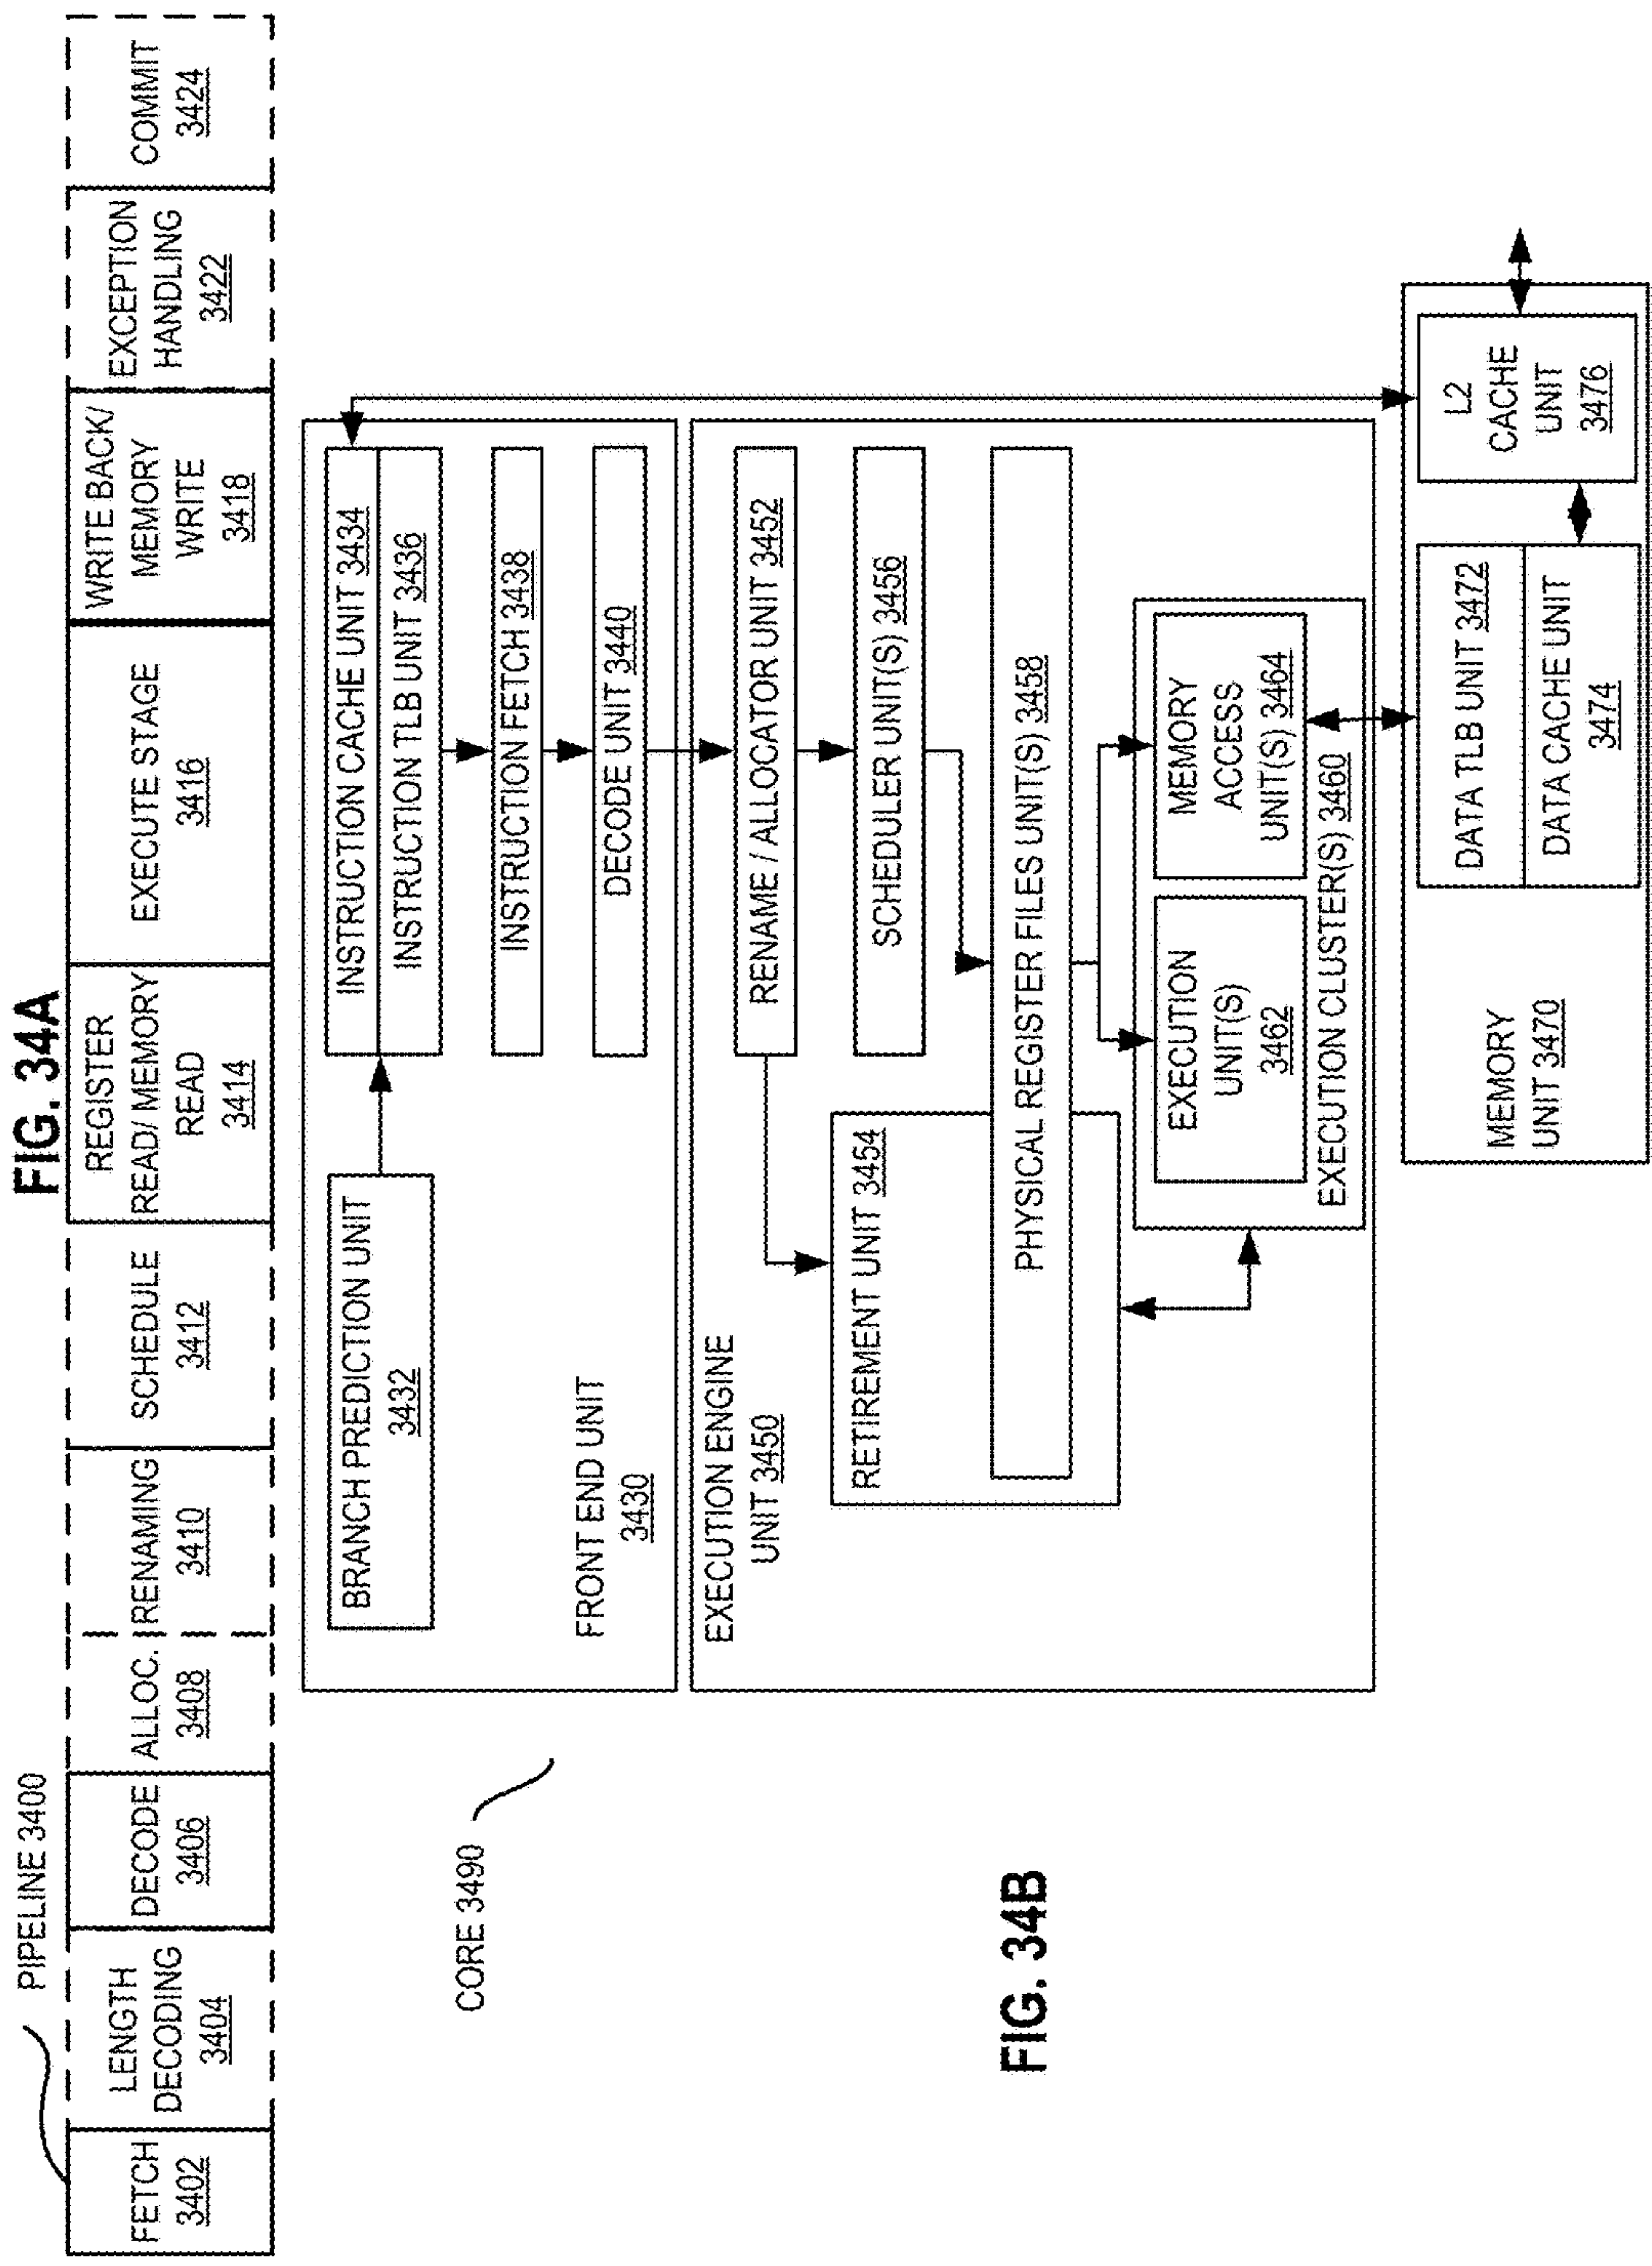 FIG. 34A
PIPELINE 3400
FETCH
3402
LENGTH
DECODING
3404
DECODE
3406
ALLOC.
3408
RENAMING
3410
SCHEDULE
3412
REGISTER
READ/ MEMORY
READ
3414
EXECUTE STAGE
3416
WRITE BACK/
MEMORY
WRITE
3418
EXCEPTION
HANDLING
3422
COMMIT
3424
CORE 3490
BRANCH PREDICTION UNIT
3432
INSTRUCTION CACHE UNIT 3434
INSTRUCTION TLB UNIT 3436
INSTRUCTION FETCH 3438
DECODE UNIT 3440
FRONT END UNIT
3430
EXECUTION ENGINE
UNIT 3450
RENAME / ALLOCATOR UNIT 3452
RETIREMENT UNIT 3454
SCHEDULER UNIT(S) 3456
PHYSICAL REGISTER FILES UNIT(S) 3458
EXECUTION
UNIT(S)
3462
MEMORY
ACCESS
UNIT(S) 3464
EXECUTION CLUSTER(S) 3460
MEMORY
UNIT 3470
DATA TLB UNIT 3472
DATA CACHE UNIT
3474
L2
CACHE
UNIT
3476
FIG. 34B